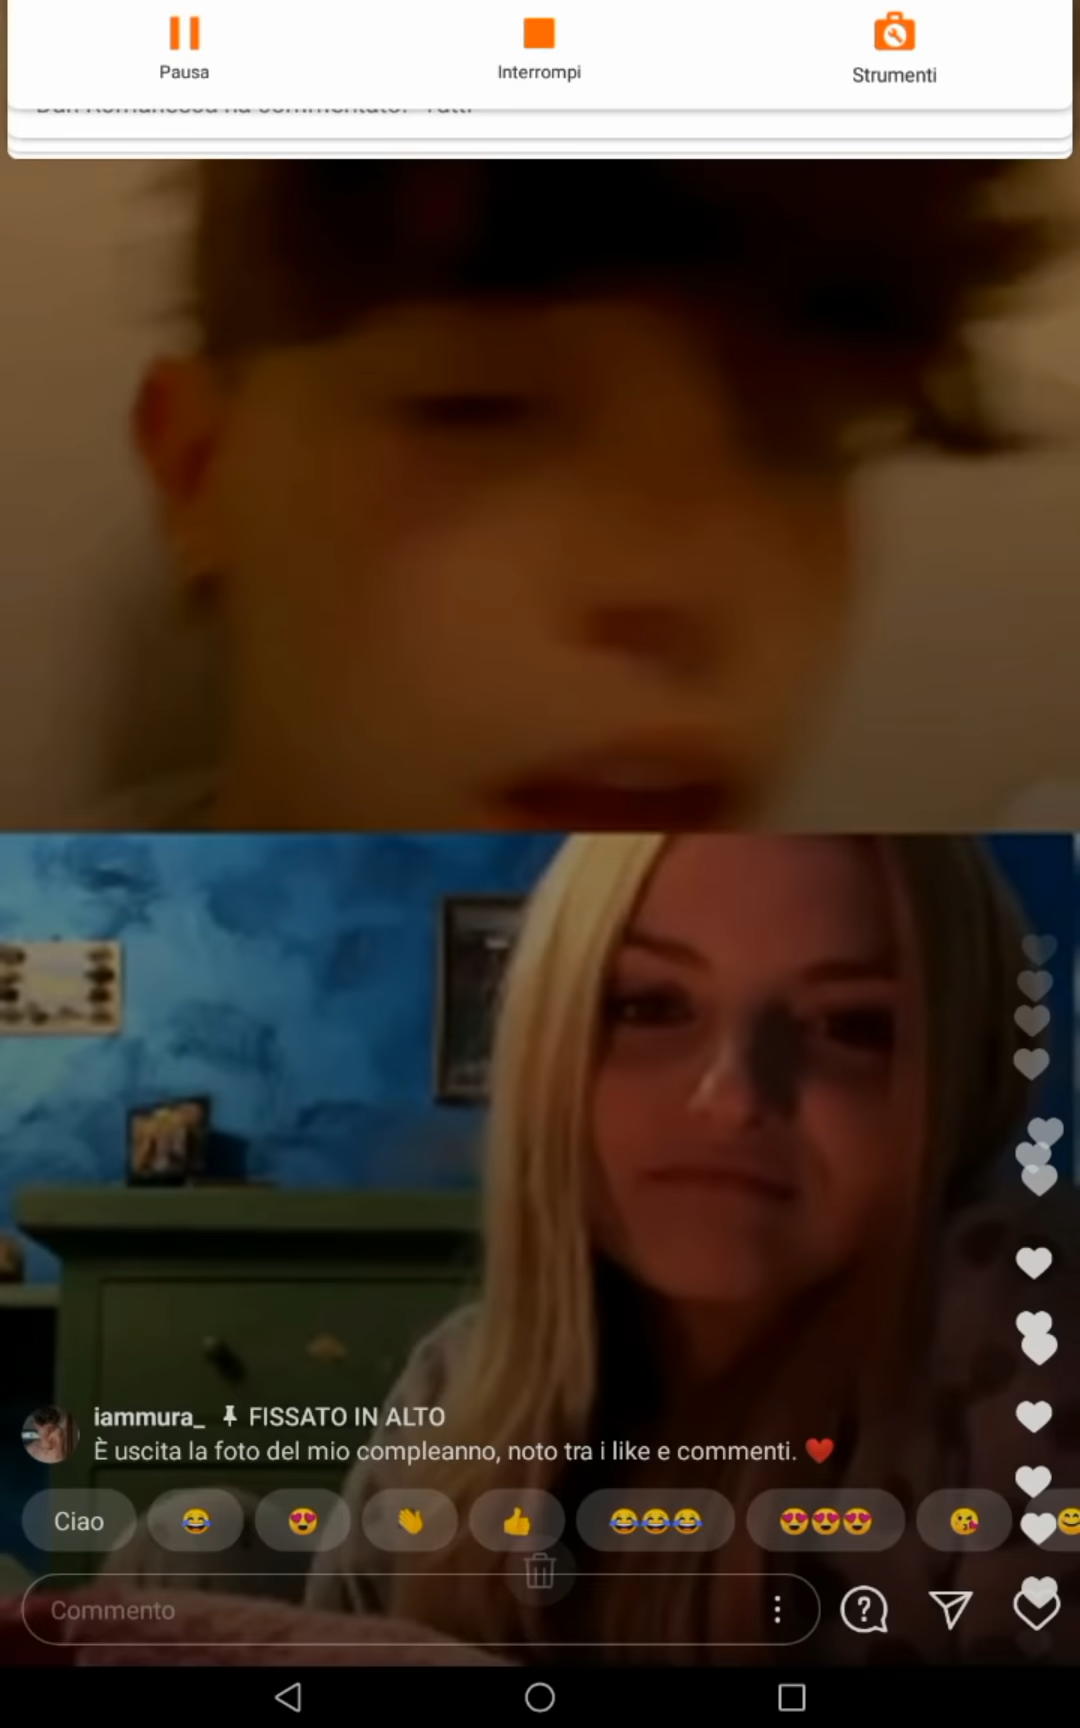 Pausa
Interrompi
Strumenti
iammura_ FISSATO IN ALTO
È uscita la foto del mio compleanno, noto tra i like e commenti. ❤️
Ciao 😂 😍 👋 👍 😂😂😂 😍😍😍 😘 😊
Commento